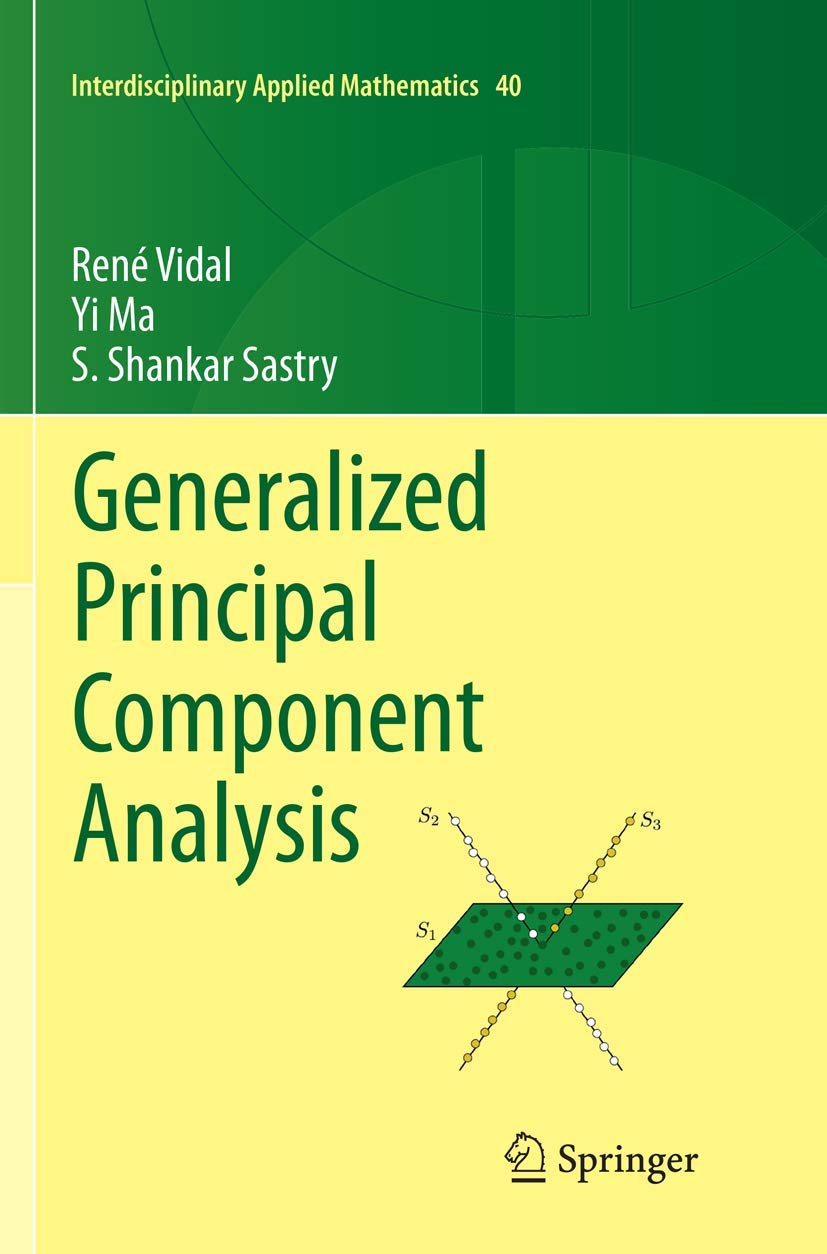 Interdisciplinary Applied Mathematics 40
René Vidal
Yi Ma
S. Shankar Sastry
Generalized
Principal
Component
Analysis
S₂
S₃
S₁
Springer